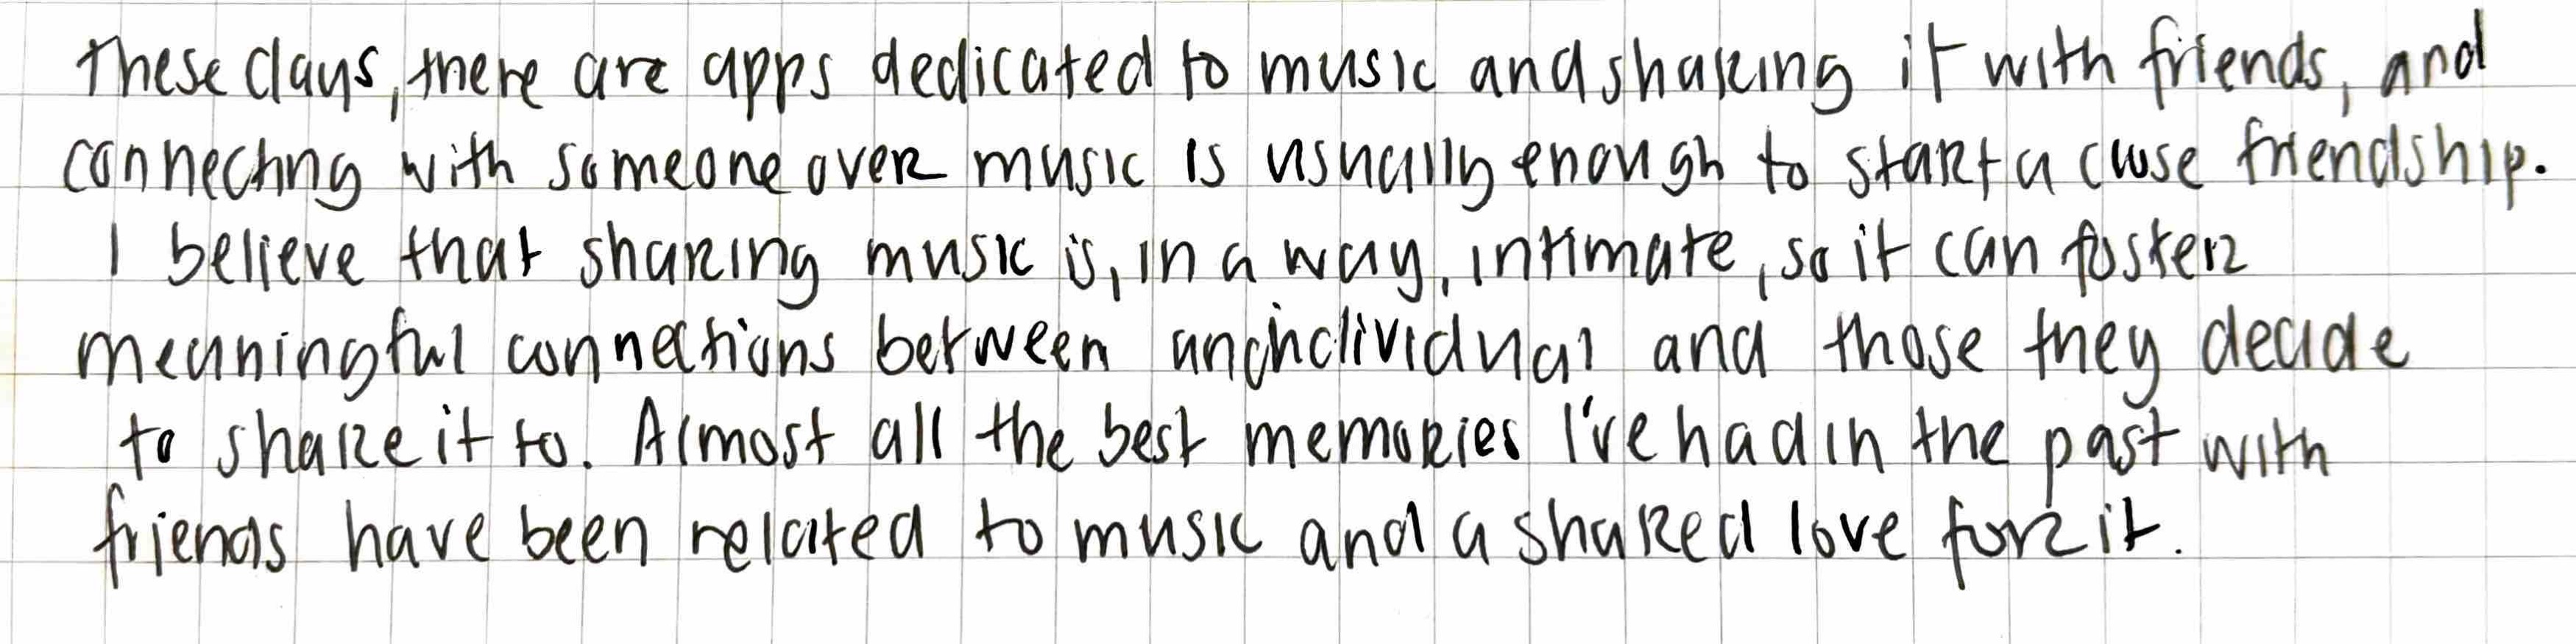 these days, there are apps dedicated to music and sharing it with friends, and
connecting with someone over music is usually enough to start a close friendship.
I believe that sharing music is, in a way, intimate, so it can foster
meaningful connections between an individual and those they decide
to share it to. Almost all the best memories I've had in the past with
friends have been related to music and a shared love for it.